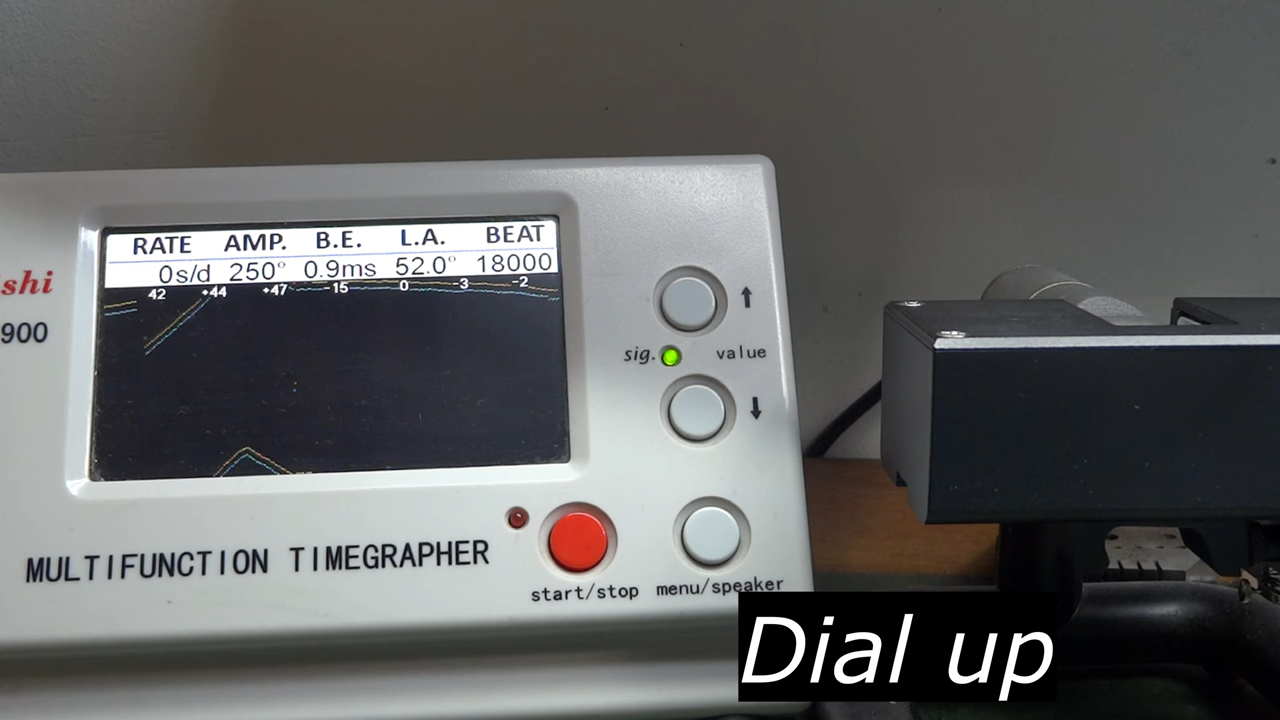 RATE AMP. B.E. L.A. BEAT
0s/d 250° 0.9ms 52.0° 18000
42 +44 +47 -15 0 -3 -2
shi
900
sig. value
MULTIFUNCTION TIMEGRAPHER
start/stop menu/speaker
Dial up